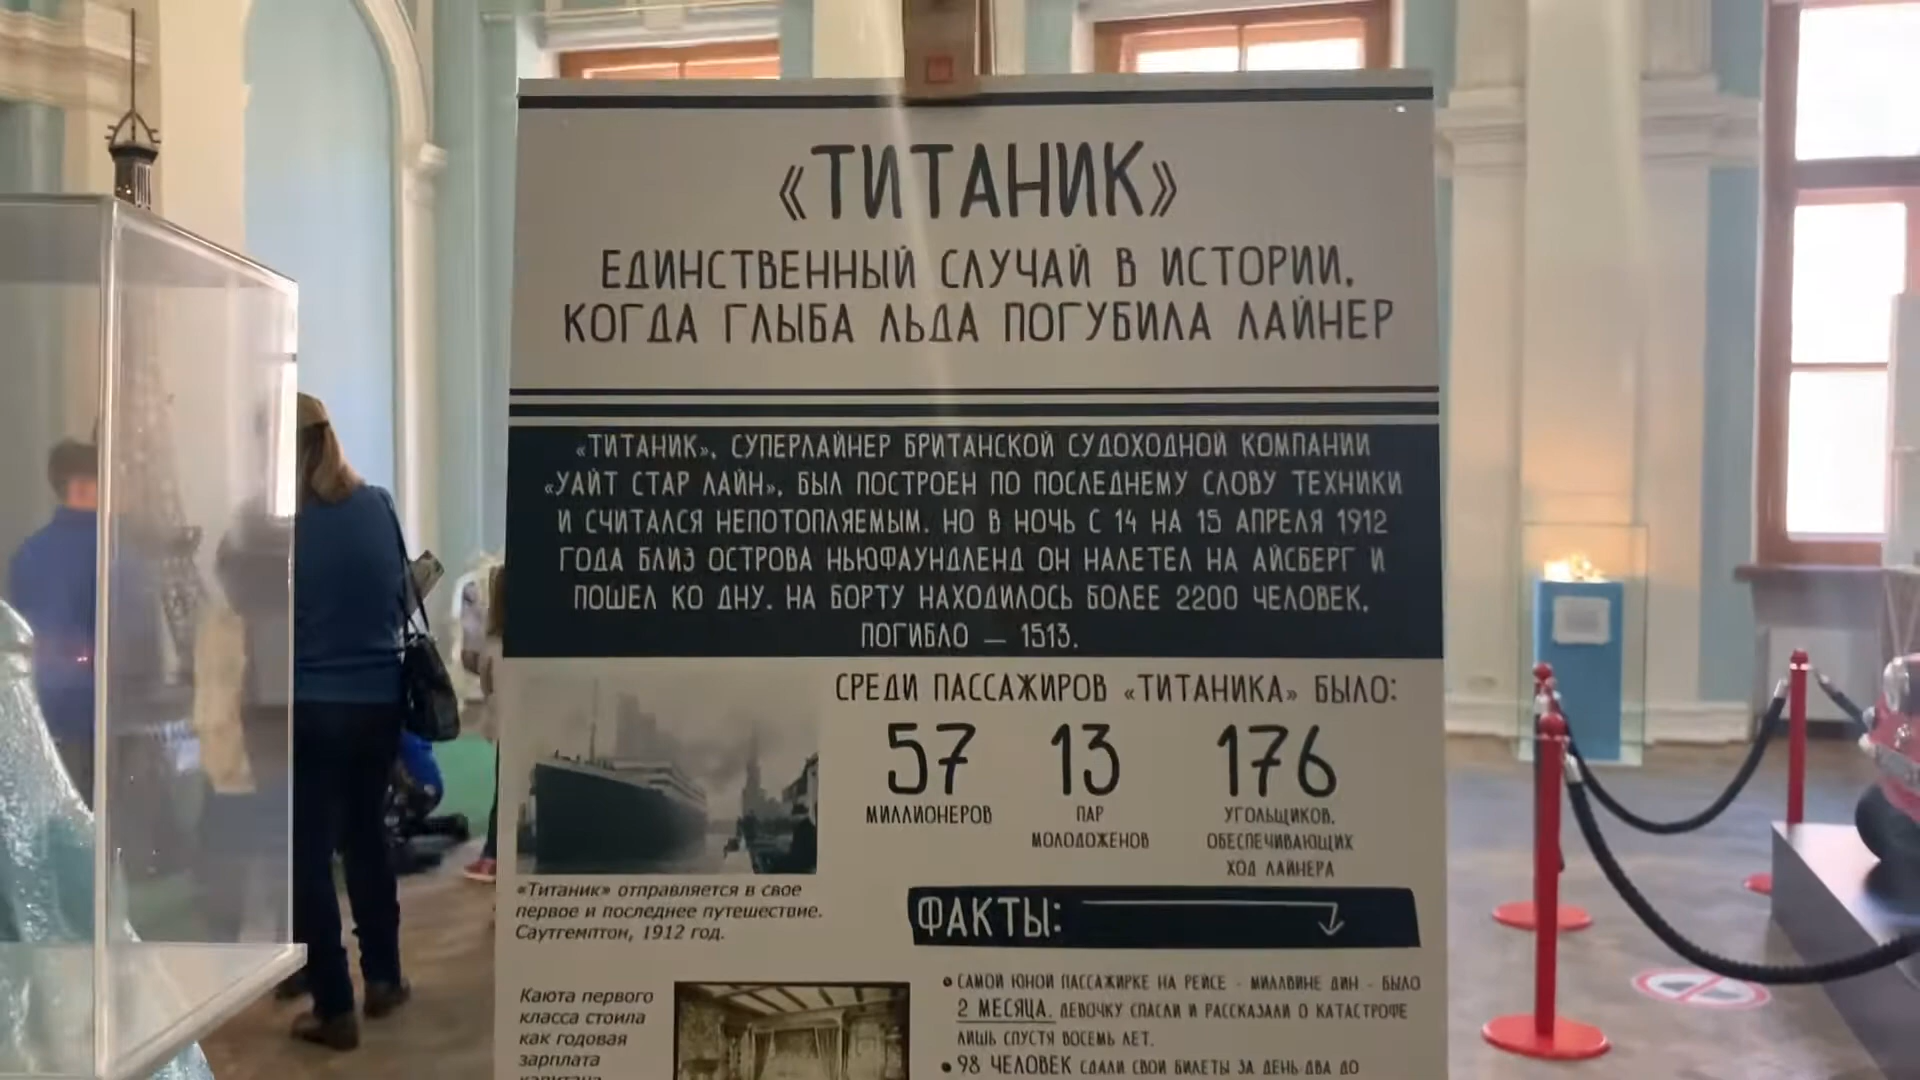 «ТИТАНИК»
ЕДИНСТВЕННЫЙ СЛУЧАЙ В ИСТОРИИ,
КОГДА ГЛЫБА ЛЬДА ПОГУБИЛА ЛАЙНЕР
«ТИТАНИК», СУПЕРЛАЙНЕР БРИТАНСКОЙ СУДОХОДНОЙ КОМПАНИИ
«УАЙТ СТАР ЛАЙН», БЫЛ ПОСТРОЕН ПО ПОСЛЕДНЕМУ СЛОВУ ТЕХНИКИ
И СЧИТАЛСЯ НЕПОТОПЛЯЕМЫМ. НО В НОЧЬ С 14 НА 15 АПРЕЛЯ 1912
ГОДА БЛИЗ ОСТРОВА НЬЮФАУНДЛЕНД ОН НАЛЕТЕЛ НА АЙСБЕРГ И
ПОШЕЛ КО ДНУ. НА БОРТУ НАХОДИЛОСЬ БОЛЕЕ 2200 ЧЕЛОВЕК,
ПОГИБЛО — 1513.
СРЕДИ ПАССАЖИРОВ «ТИТАНИКА» БЫЛО:
57
МИЛЛИОНЕРОВ
13
ПАР
МОЛОДОЖЕНОВ
176
УГОЛЬЩИКОВ,
ОБЕСПЕЧИВАЮЩИХ
ХОД ЛАЙНЕРА
«Титаник» отправляется в свое
первое и последнее путешествие.
Саутгемптон, 1912 год.
ФАКТЫ:
Каюта первого
класса стоила
как годовая
зарплата
капитана
• САМОЙ ЮНОЙ ПАССАЖИРКЕ НА РЕЙСЕ - МИЛЛВИНЕ ДИН - БЫЛО
2 МЕСЯЦА. ДЕВОЧКУ СПАСЛИ И РАССКАЗАЛИ О КАТАСТРОФЕ
ЛИШЬ СПУСТЯ ВОСЕМЬ ЛЕТ.
• 98 ЧЕЛОВЕК СДАЛИ СВОИ БИЛЕТЫ ЗА ДЕНЬ-ДВА ДО